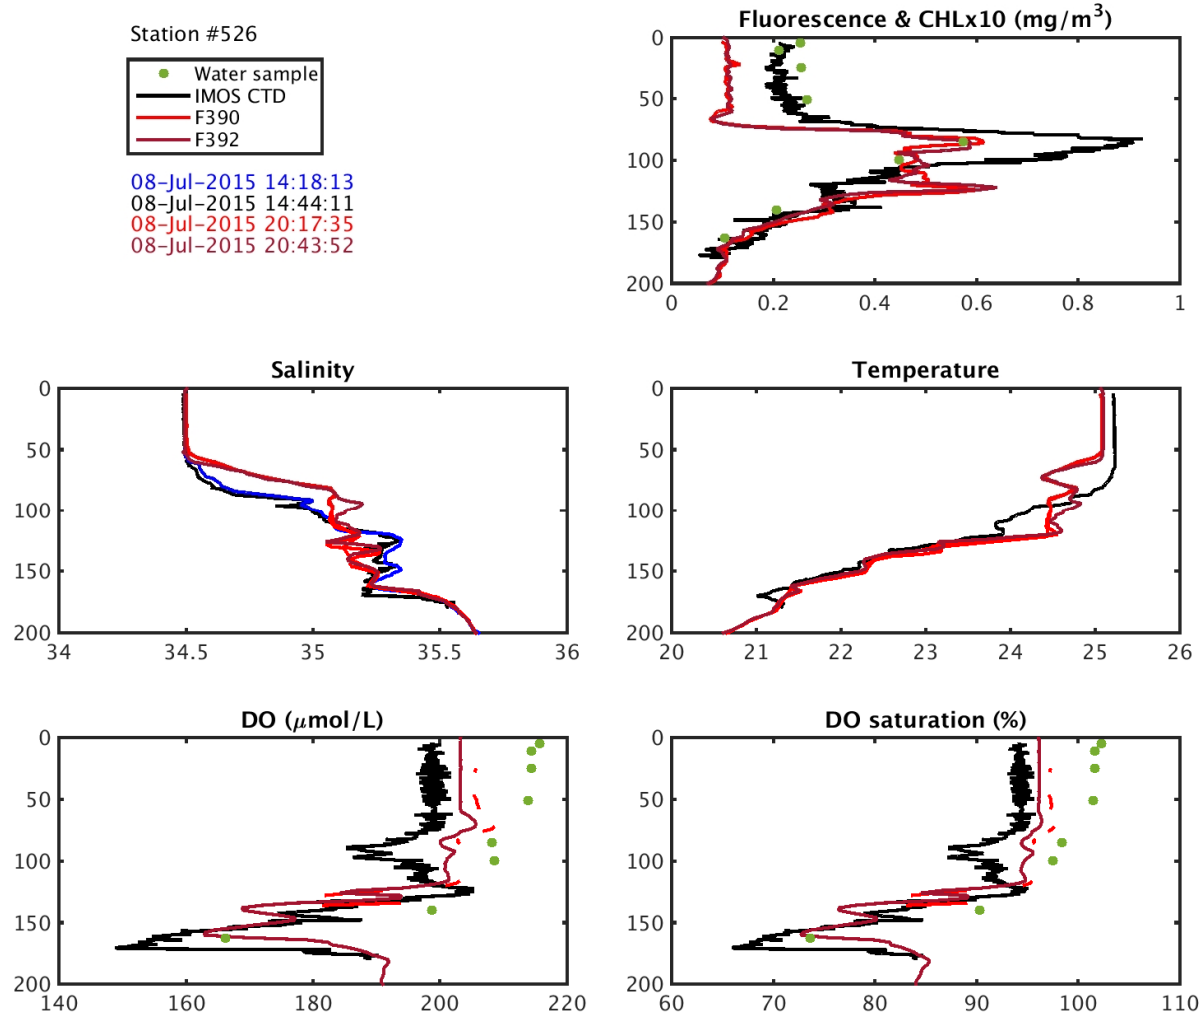 Station #526
Water sample
IMOS CTD
F390
F392
08-Jul-2015 14:18:13
08-Jul-2015 14:44:11
08-Jul-2015 20:17:35
08-Jul-2015 20:43:52
Fluorescence & CHLx10 (mg/m³)
0
50
100
150
200
0 0.2 0.4 0.6 0.8 1
Salinity
0
50
100
150
200
34 34.5 35 35.5 36
Temperature
0
50
100
150
200
20 21 22 23 24 25 26
DO (μmol/L)
0
50
100
150
200
140 160 180 200 220
DO saturation (%)
0
50
100
150
200
60 70 80 90 100 110